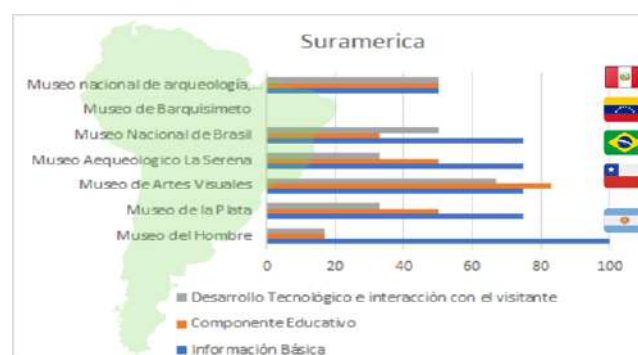 Suramerica
Museo nacional de arqueología,...
Museo de Barquisimeto
Museo Nacional de Brasil
Museo Aequeologico La Serena
Museo de Artes Visuales
Museo de la Plata
Museo del Hombre
0 20 40 60 80 100
Desarrollo Tecnológico e interacción con el visitante
Componente Educativo
Información Básica